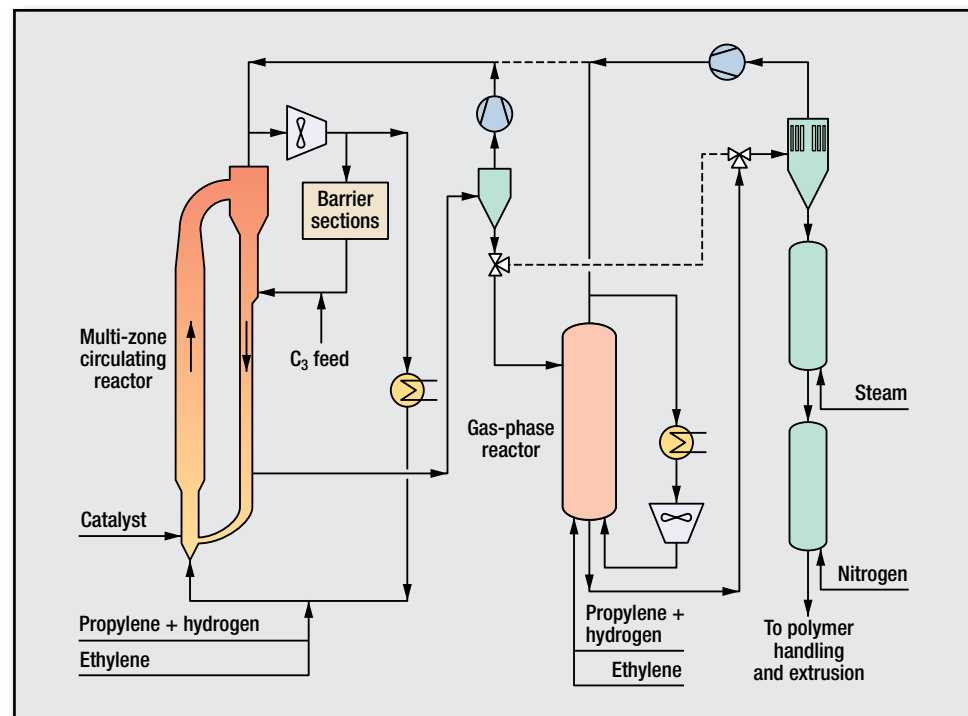 Barrier
sections
Multi-zone
circulating
reactor
C₃ feed
Gas-phase
reactor
Steam
Catalyst
Nitrogen
Propylene + hydrogen
Ethylene
Propylene +
hydrogen
Ethylene
To polymer
handling
and extrusion